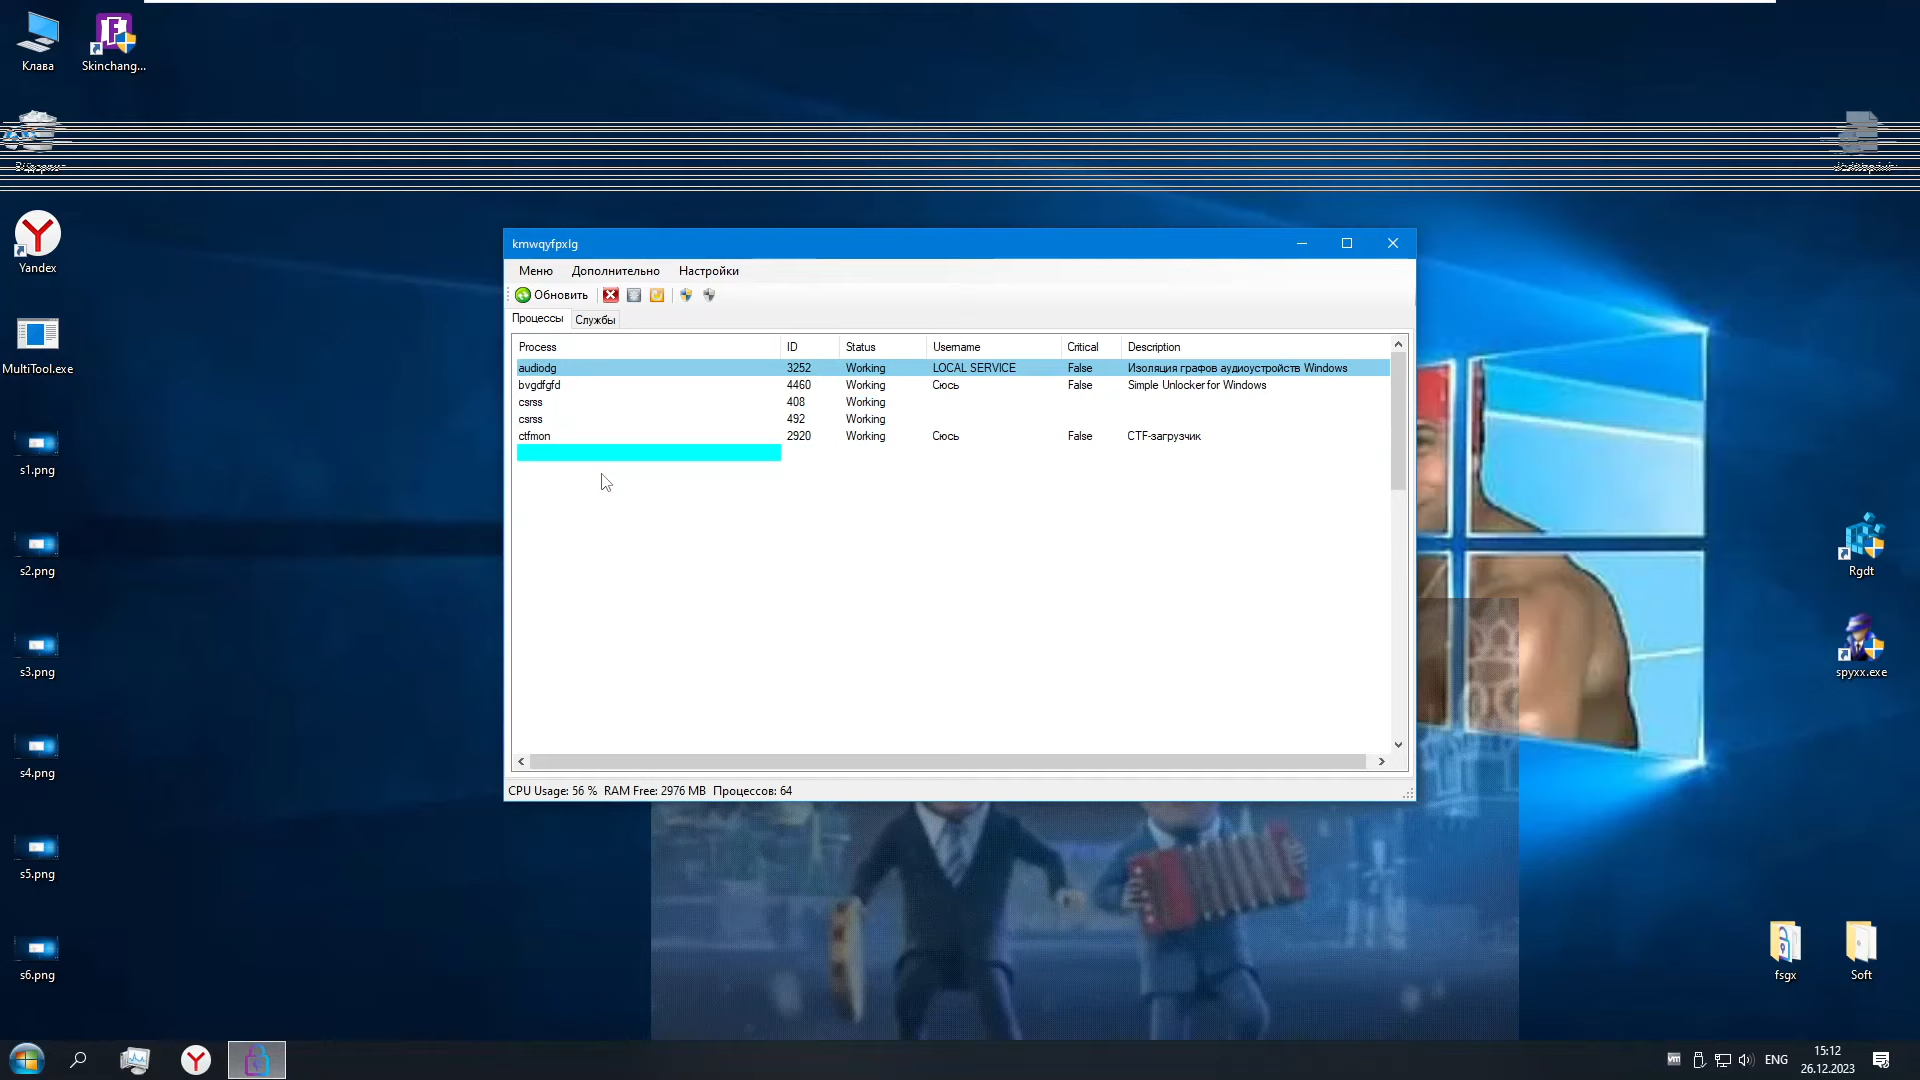 Клава
Skinchang...
Yandex
MultiTool.exe
s1.png
s2.png
s3.png
s4.png
s5.png
s6.png
kmwqyfpxlg
Меню Дополнительно Настройки
Обновить
Процессы Службы
Process ID Status Username Critical Description
audiodg 3252 Working LOCAL SERVICE False Изоляция графов аудиоустройств Windows
bvgdfgfd 4460 Working Сюсь False Simple Unlocker for Windows
csrss 408 Working
csrss 492 Working
ctfmon 2920 Working Сюсь False CTF-загрузчик
CPU Usage: 56 % RAM Free: 2976 MB Процессов: 64
Rgdt
spyxx.exe
fsgx
Soft
vm
ENG
15:12
26.12.2023